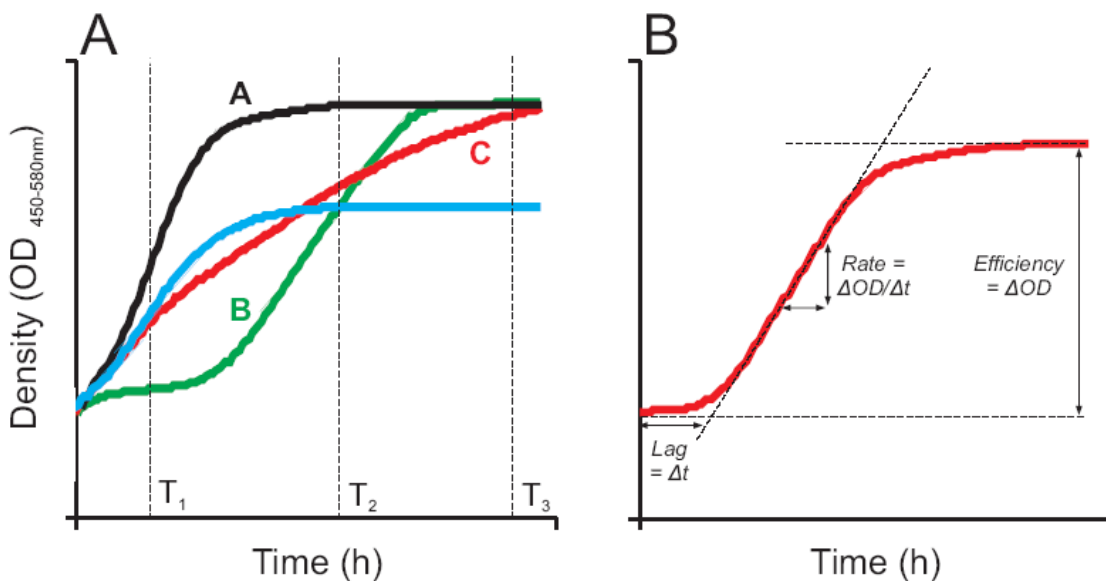 A
B
A
C
B
Density (OD 450-580nm)
T1
T2
T3
Time (h)
Rate =
ΔOD/Δt
Efficiency
= ΔOD
Lag
= Δt
Time (h)